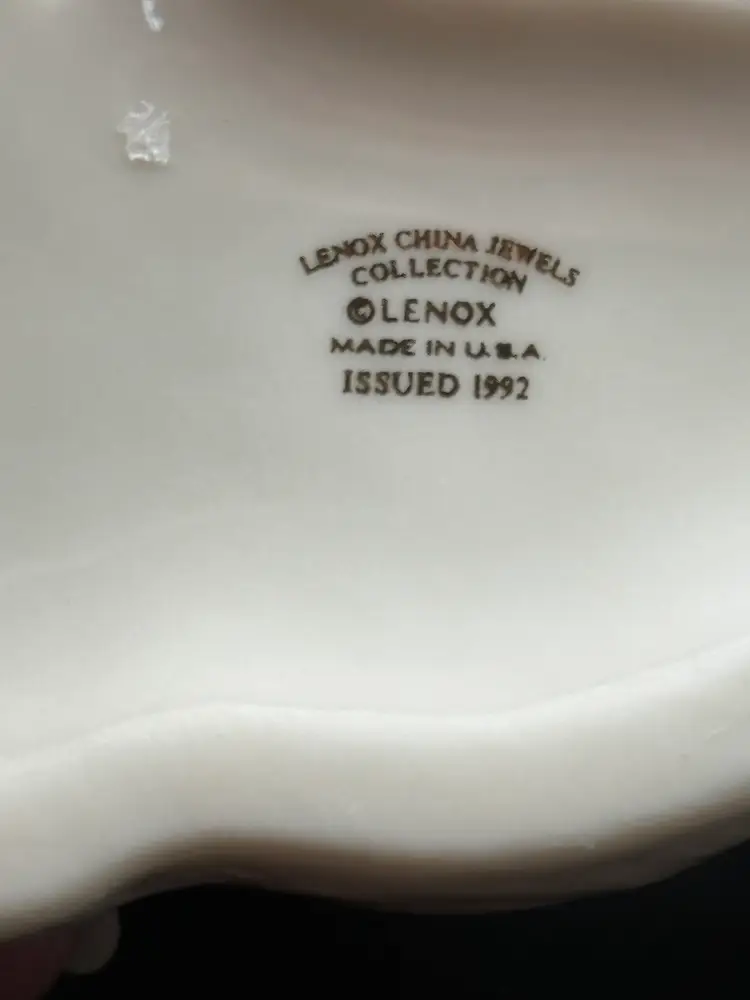 LENOX CHINA JEWELS
COLLECTION
©LENOX
MADE IN U.S.A.
ISSUED 1992